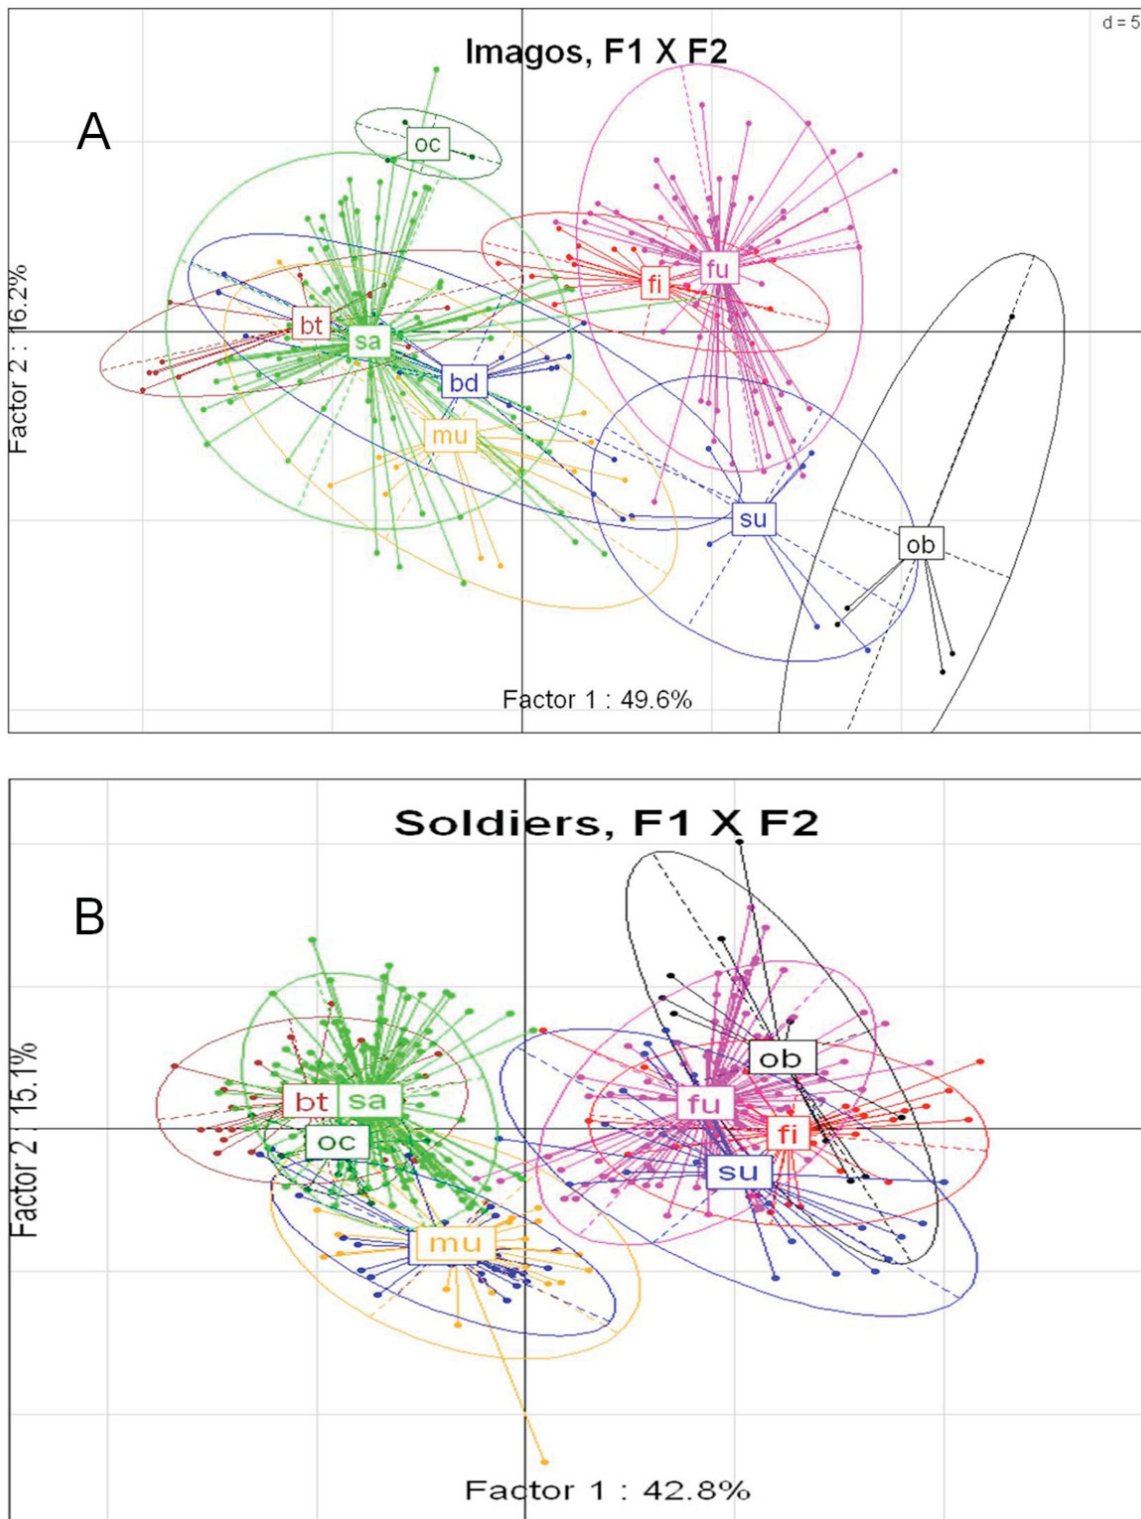 d = 5
Imagos, F1 X F2
A
oc
fu
fi
bt
sa
bd
mu
su
ob
Factor 2 : 16.2%
Factor 1 : 49.6%
Soldiers, F1 X F2
B
ob
bt
sa
fu
fi
oc
su
mu
Factor 2 : 15.1%
Factor 1 : 42.8%